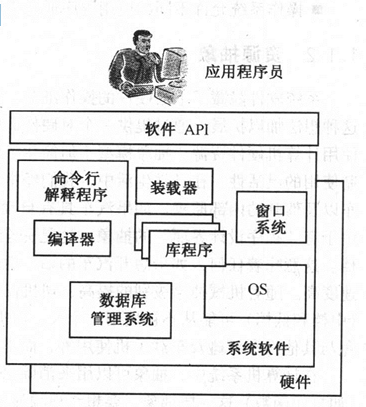 应用程序员
软件 API
命令行
解释程序
装载器
窗口
系统
编译器
库程序
OS
数据库
管理系统
系统软件
硬件